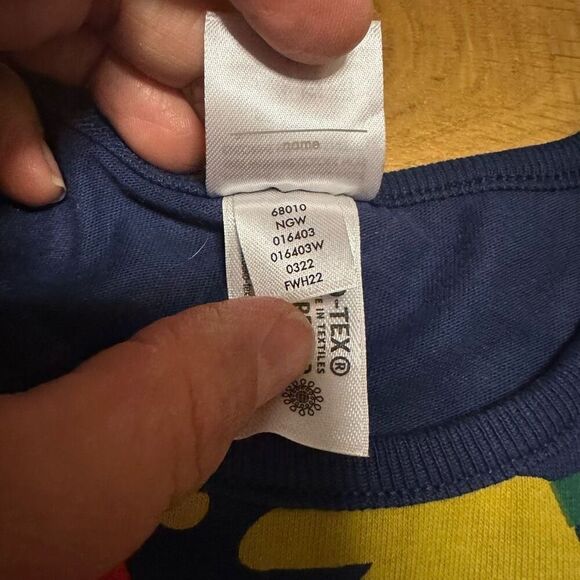 name
68010
NGW
016403
016403W
0322
FWH22
-TEX®
IN TEXTILES